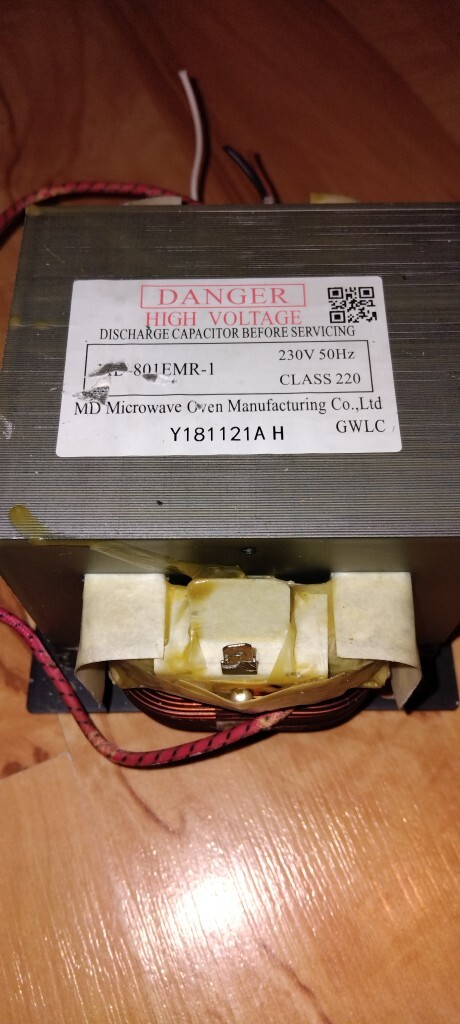 DANGER
HIGH VOLTAGE
DISCHARGE CAPACITOR BEFORE SERVICING
801EMR-1
230V 50Hz
CLASS 220
MD Microwave Oven Manufacturing Co.,Ltd
Y181121A H
GWLC